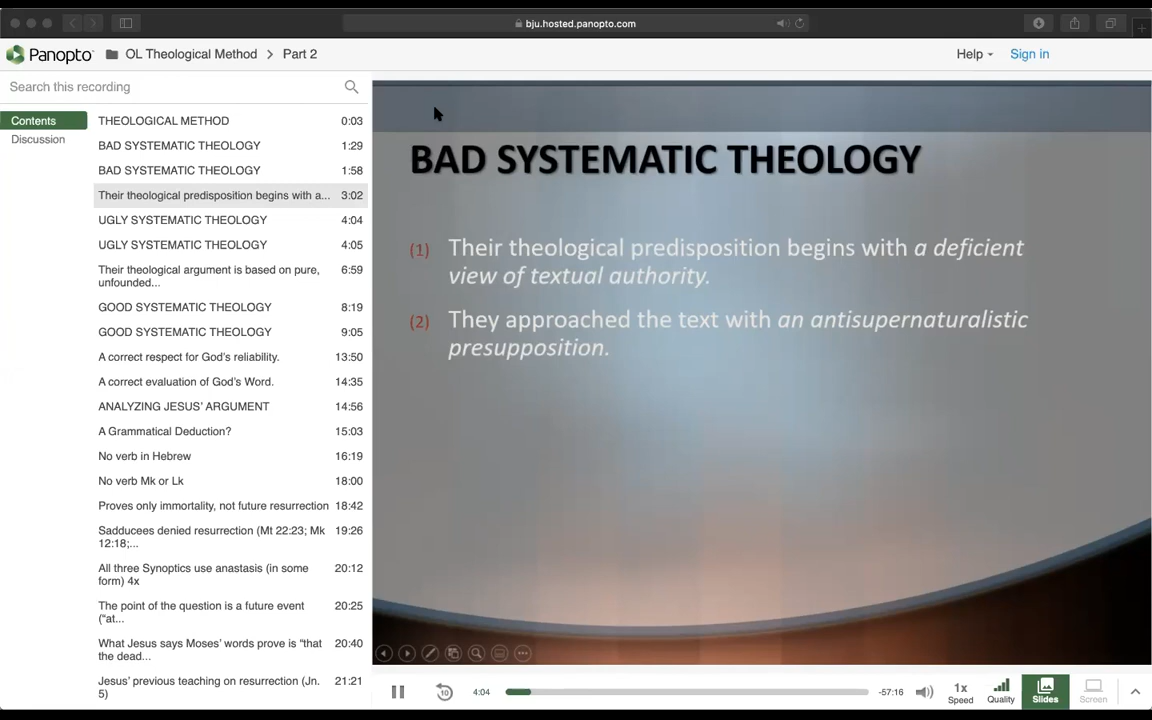 bju.hosted.panopto.com
Panopto
OL Theological Method > Part 2
Help
Sign in
Search this recording
Contents
Discussion
THEOLOGICAL METHOD 0:03
BAD SYSTEMATIC THEOLOGY 1:29
BAD SYSTEMATIC THEOLOGY 1:58
Their theological predisposition begins with a... 3:02
UGLY SYSTEMATIC THEOLOGY 4:04
UGLY SYSTEMATIC THEOLOGY 4:05
Their theological argument is based on pure, 6:59
unfounded...
GOOD SYSTEMATIC THEOLOGY 8:19
GOOD SYSTEMATIC THEOLOGY 9:05
A correct respect for God's reliability. 13:50
A correct evaluation of God's Word. 14:35
ANALYZING JESUS' ARGUMENT 14:56
A Grammatical Deduction? 15:03
No verb in Hebrew 16:19
No verb Mk or Lk 18:00
Proves only immortality, not future resurrection 18:42
Sadducees denied resurrection (Mt 22:23; Mk 19:26
12:18;...
All three Synoptics use anastasis (in some 20:12
form) 4x
The point of the question is a future event 20:25
("at...
What Jesus says Moses' words prove is "that 20:40
the dead...
Jesus' previous teaching on resurrection (Jn. 21:21
5)
BAD SYSTEMATIC THEOLOGY
(1) Their theological predisposition begins with a deficient
view of textual authority.
(2) They approached the text with an antisupernaturalistic
presupposition.
10
4:04
-57:16
1x
Speed
Quality
Slides
Screen